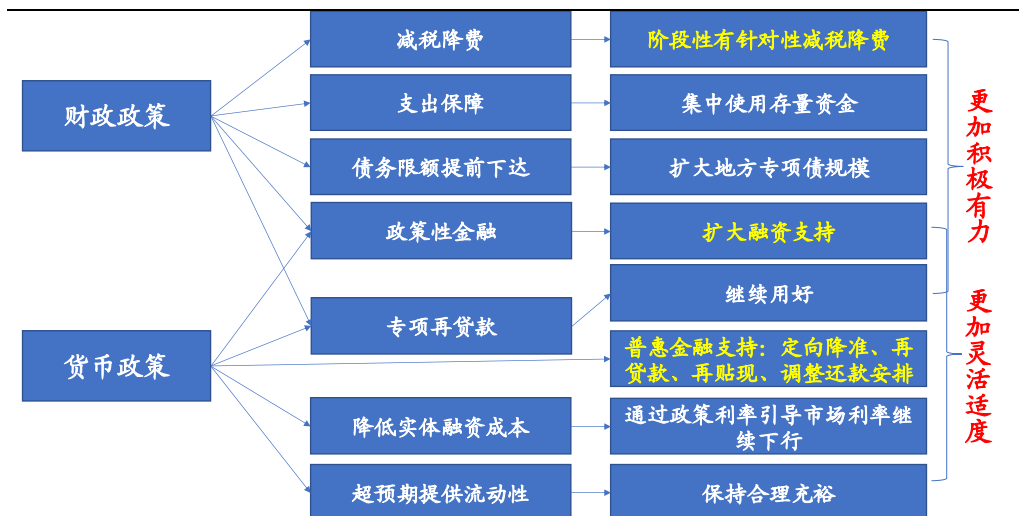 财政政策
货币政策
减税降费
支出保障
债务限额提前下达
政策性金融
专项再贷款
降低实体融资成本
超预期提供流动性
阶段性有针对性减税降费
集中使用存量资金
扩大地方专项债规模
扩大融资支持
继续用好
普惠金融支持：定向降准、再
贷款、再贴现、调整还款安排
通过政策利率引导市场利率继
续下行
保持合理充裕
更加积极有力
更加灵活适度